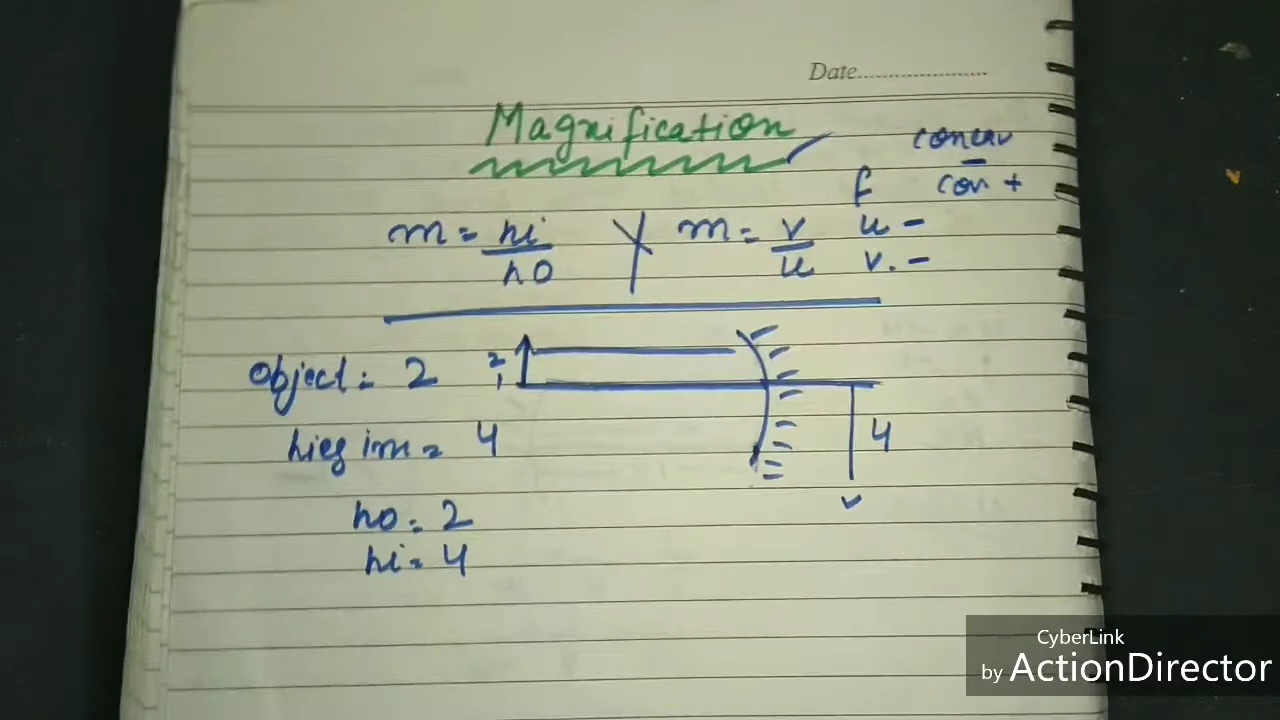 Date.....................
Magnification
concav
-
f con +
m = hi / ho m = v / u
u -
v. -
object = 2
2
1
hieg im = 4
4
ho = 2
hi = 4
CyberLink
by ActionDirector